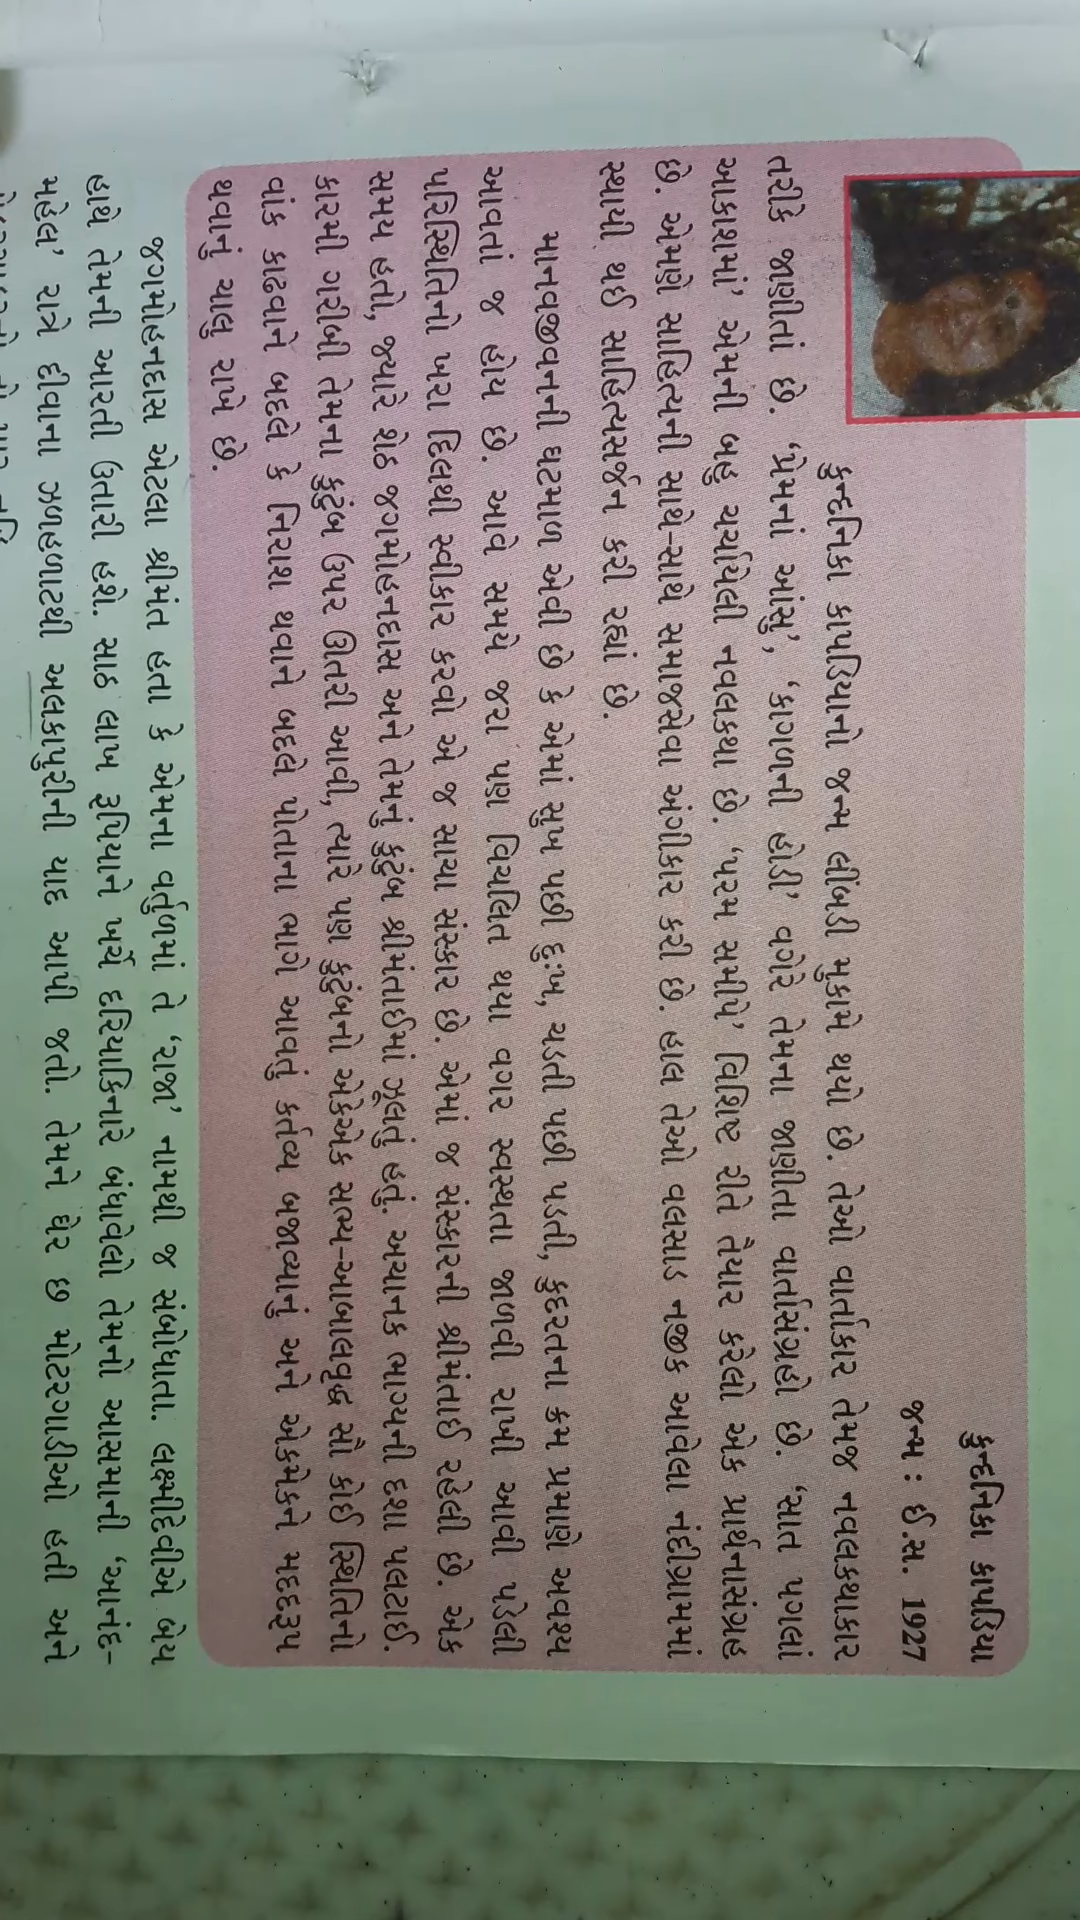 કુન્દનિકા કાપડિયા
જન્મ : ઈ.સ. 1927
કુન્દનિકા કાપડિયાનો જન્મ લીંબડી મુકામે થયો છે. તેઓ વાર્તાકાર તેમજ નવલકથાકાર
તરીકે જાણીતાં છે. ‘પ્રેમનાં આંસુ’, ‘કાગળની હોડી’ વગેરે તેમના જાણીતા વાર્તાસંગ્રહો છે. ‘સાત પગલાં
આકાશમાં’ એમની બહુ ચર્ચાયેલી નવલકથા છે. ‘પરમ સમીપે’ વિશિષ્ટ રીતે તૈયાર કરેલો એક પ્રાર્થનાસંગ્રહ
છે. એમણે સાહિત્યની સાથે-સાથે સમાજસેવા અંગીકાર કરી છે. હાલ તેઓ વલસાડ નજીક આવેલા નંદીગ્રામમાં
સ્થાયી થઈ સાહિત્યસર્જન કરી રહ્યાં છે.
માનવજીવનની ઘટમાળ એવી છે કે એમાં સુખ પછી દુઃખ, ચડતી પછી પડતી, કુદરતના ક્રમ પ્રમાણે અવશ્ય
આવતાં જ હોય છે. આવે સમયે જરા પણ વિચલિત થયા વગર સ્વસ્થતા જાળવી રાખી આવી પડેલી
પરિસ્થિતિનો ખરા દિલથી સ્વીકાર કરવો એ જ સાચા સંસ્કાર છે. એમાં જ સંસ્કારની શ્રીમંતાઈ રહેલી છે. એક
સમય હતો, જ્યારે શેઠ જગમોહનદાસ અને તેમનું કુટુંબ શ્રીમંતાઈમાં ઝૂલતું હતું. અચાનક ભાગ્યની દશા પલટાઈ.
કારમી ગરીબી તેમના કુટુંબ ઉપર ઊતરી આવી, ત્યારે પણ કુટુંબનો એકેએક સભ્ય-આબાલવૃદ્ધ સૌ કોઈ સ્થિતિનો
વાંક કાઢવાને બદલે કે નિરાશ થવાને બદલે પોતાના ભાગે આવતું કર્તવ્ય બજાવ્યાનું અને એકમેકને મદદરૂપ
થવાનું ચાલુ રાખે છે.
જગમોહનદાસ એટલા શ્રીમંત હતા કે એમના વર્તુળમાં તે ‘રાજા’ નામથી જ સંબોધાતા. લક્ષ્મીદેવીએ બેય
હાથે તેમની આરતી ઉતારી હશે. સાઠ લાખ રૂપિયાને ખર્ચે દરિયાકિનારે બંધાવેલો તેમનો આસમાની ‘આનંદ-
મહેલ’ રાત્રે દીવાના ઝળહળાટથી અલકાપુરીની યાદ આપી જતો. તેમને ઘેર છ મોટરગાડીઓ હતી અને